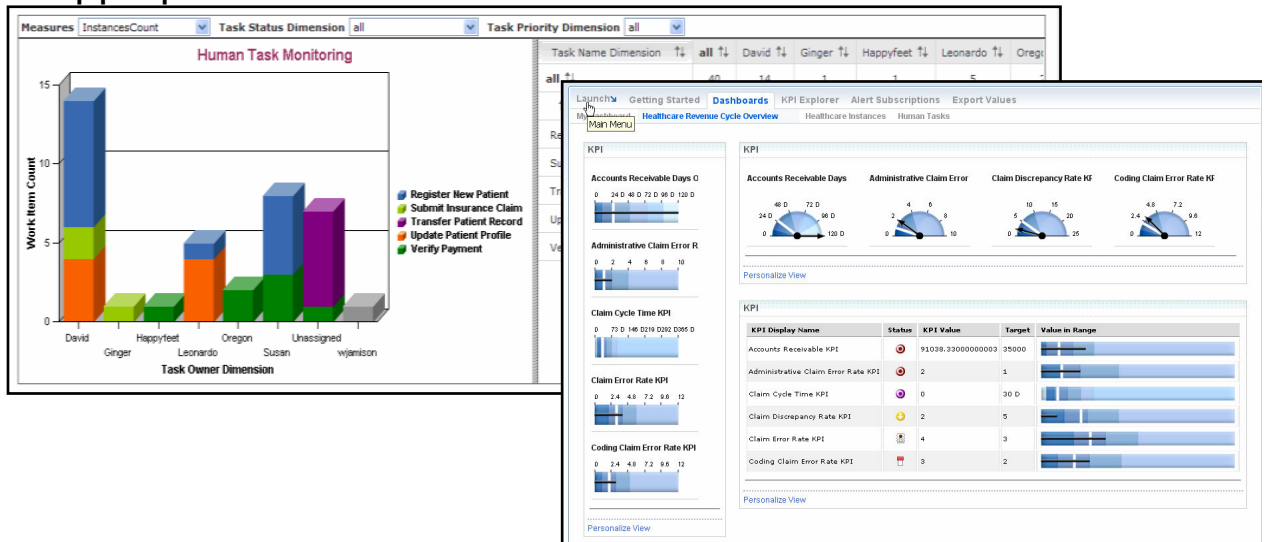 Measures InstancesCount Task Status Dimension all Task Priority Dimension all
Human Task Monitoring
15
10
5
0
Work Item Count
David
Ginger
Happyfeet
Leonardo
Oregon
Susan
Unassigned
wjamison
Task Owner Dimension
Register New Patient
Submit Insurance Claim
Transfer Patient Record
Update Patient Profile
Verify Payment
Task Name Dimension all David Ginger Happyfeet Leonardo
all 40 14 1 1 5
Launch Getting Started Dashboards KPI Explorer Alert Subscriptions Export Values
Healthcare Revenue Cycle Overview Healthcare Instances Human Tasks
Main Menu
KPI
Accounts Receivable Days O
0 24 D 48 D 72 D 96 D 120 D
Administrative Claim Error R
0 2 4 6 8 10
Claim Cycle Time KPI
0 73 D 146 D219 D292 D365 D
Claim Error Rate KPI
0 2.4 4.8 7.2 9.6 12
Coding Claim Error Rate KPI
0 2.4 4.8 7.2 9.6 12
Personalize View
KPI
Accounts Receivable Days Administrative Claim Error Claim Discrepancy Rate KF Coding Claim Error Rate KF
0 24 D 48 D 72 D 96 D 120 D
0 2 4 6 8 10
0 5 10 15 20 25
0 2.4 4.8 7.2 9.6 12
Personalize View
KPI
KPI Display Name Status KPI Value Target Value in Range
Accounts Receivable KPI 91038.33000000003 35000
Administrative Claim Error Rate KPI 2 1
Claim Cycle Time KPI 0 30 D
Claim Discrepancy Rate KPI 2 5
Claim Error Rate KPI 4 3
Coding Claim Error Rate KPI 3 2
Personalize View